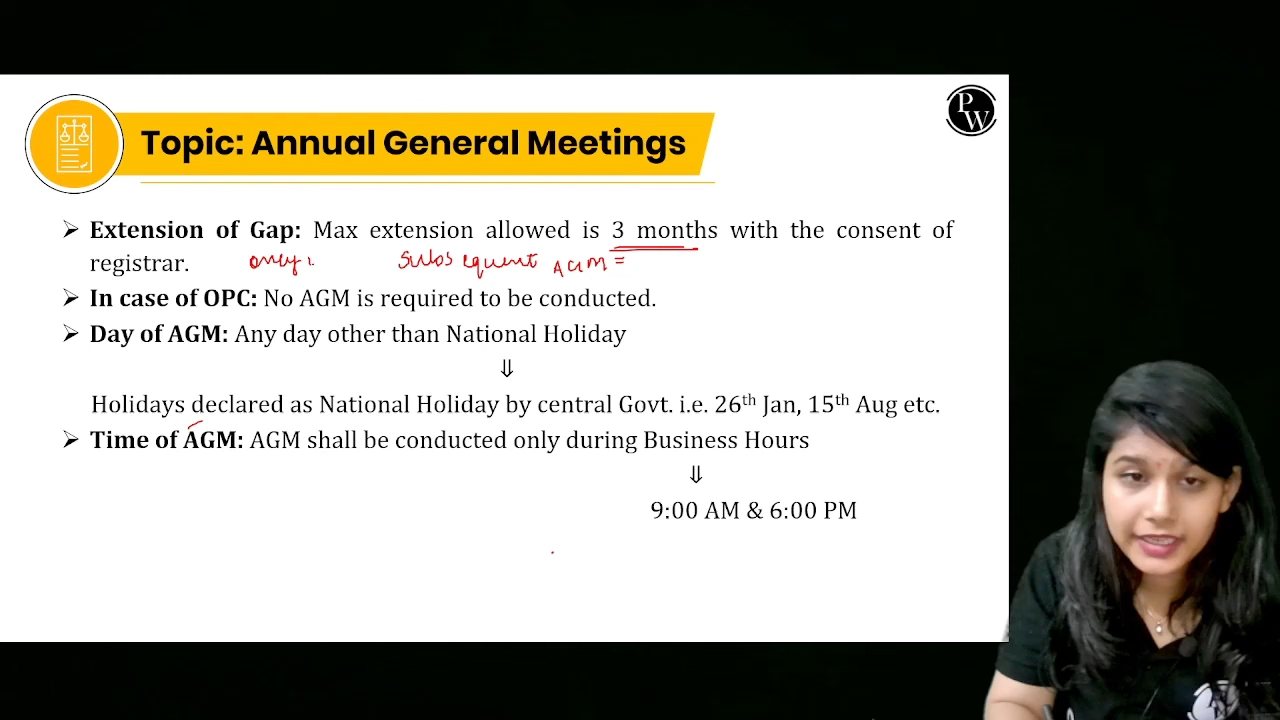 PW
Topic: Annual General Meetings
➢ Extension of Gap: Max extension allowed is 3 months with the consent of
registrar. only subsequent AGM =
➢ In case of OPC: No AGM is required to be conducted.
➢ Day of AGM: Any day other than National Holiday
⇓
Holidays declared as National Holiday by central Govt. i.e. 26th Jan, 15th Aug etc.
➢ Time of AGM: AGM shall be conducted only during Business Hours
⇓
9:00 AM & 6:00 PM